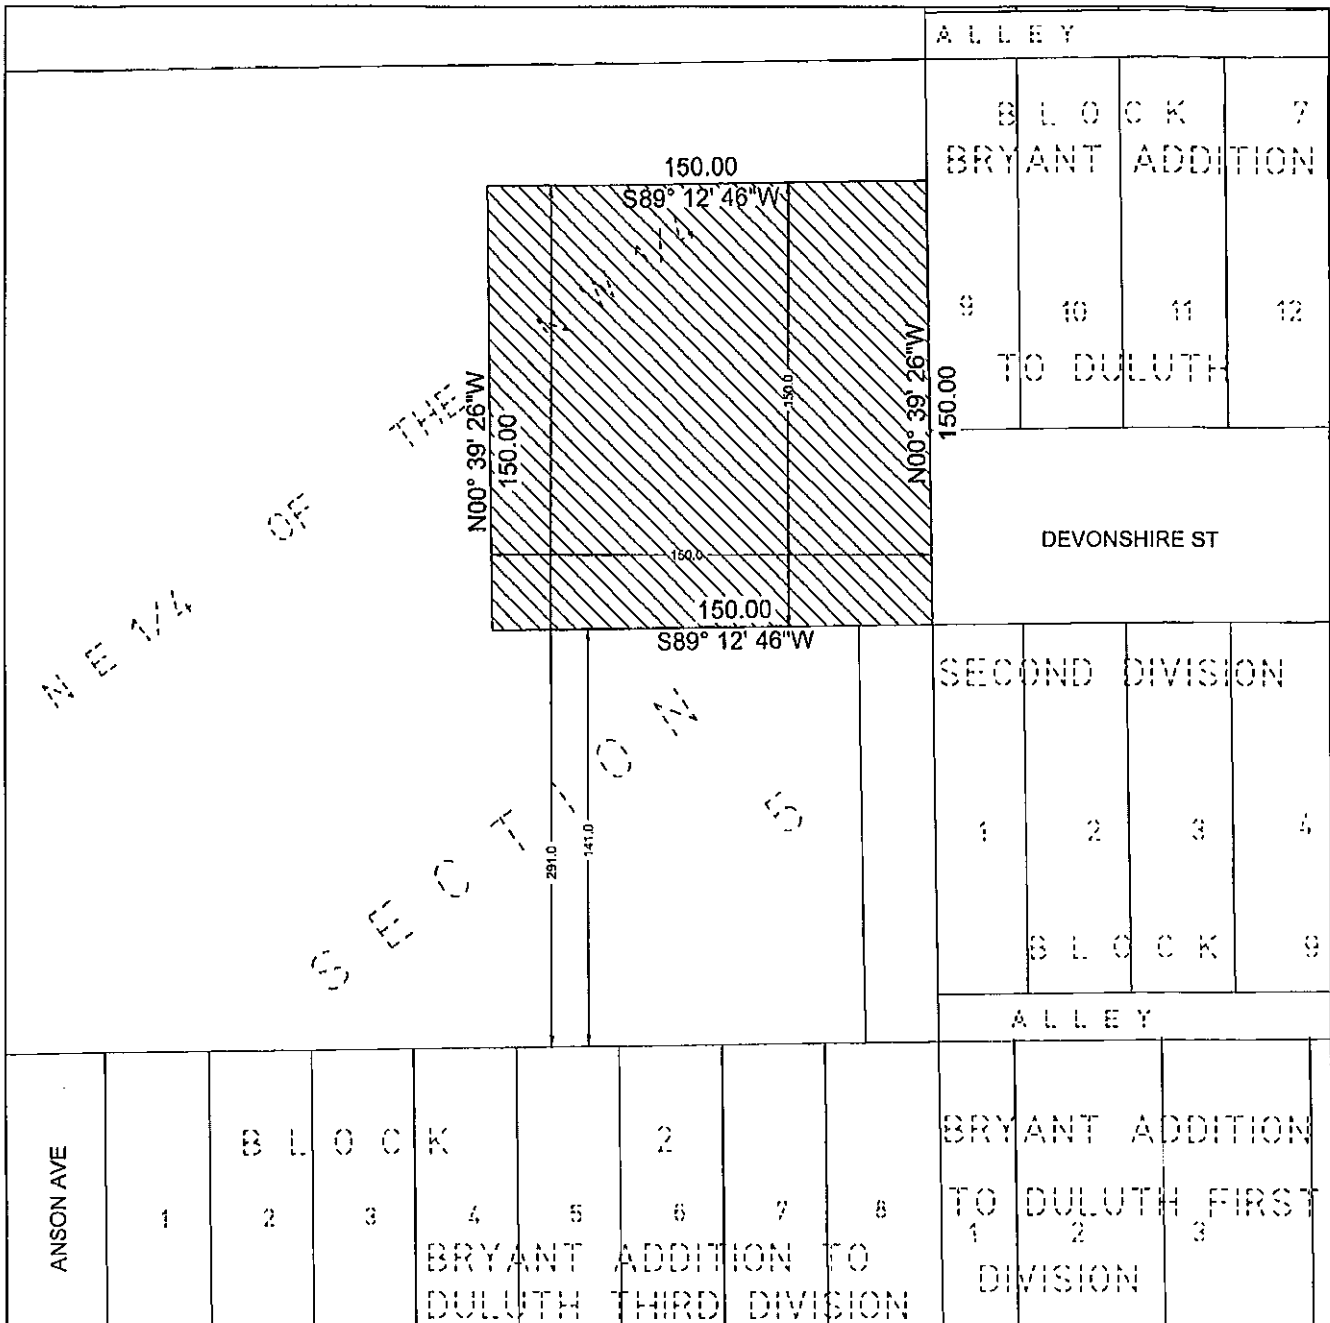 ALLEY
BLOCK 7
BRYANT ADDITION
150.00
S89° 12' 46"W
9 10 11 12
TO DULUTH
N00° 39' 26"W
150.00
150.0
N00° 39' 26"W
150.00
NE 1/4 OF THE
DEVONSHIRE ST
150.0
150.00
S89° 12' 46"W
SECOND DIVISION
SECTION 5
1 2 3 4
291.0
141.0
BLOCK 9
ALLEY
ANSON AVE
BLOCK 2
1 2 3 4 5 6 7 8
BRYANT ADDITION TO
DULUTH THIRD DIVISION
BRYANT ADDITION
TO DULUTH FIRST
1 2 3
DIVISION